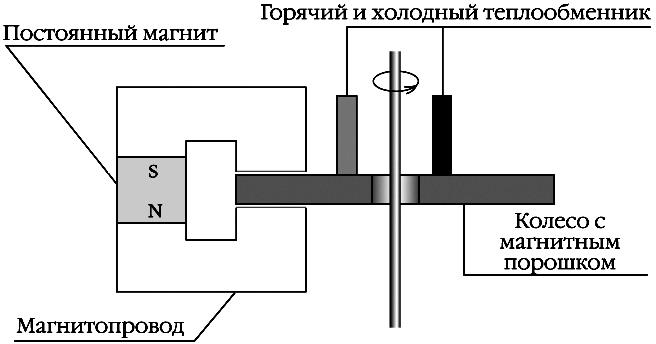 Горячий и холодный теплообменник
Постоянный магнит
S
N
Колесо с
магнитным
порошком
Магнитопровод